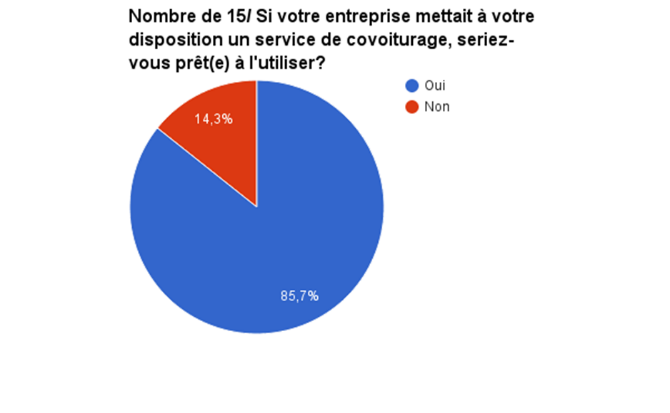 Nombre de 15/ Si votre entreprise mettait à votre
disposition un service de covoiturage, seriez-
vous prêt(e) à l'utiliser?
Oui
Non
14,3%
85,7%